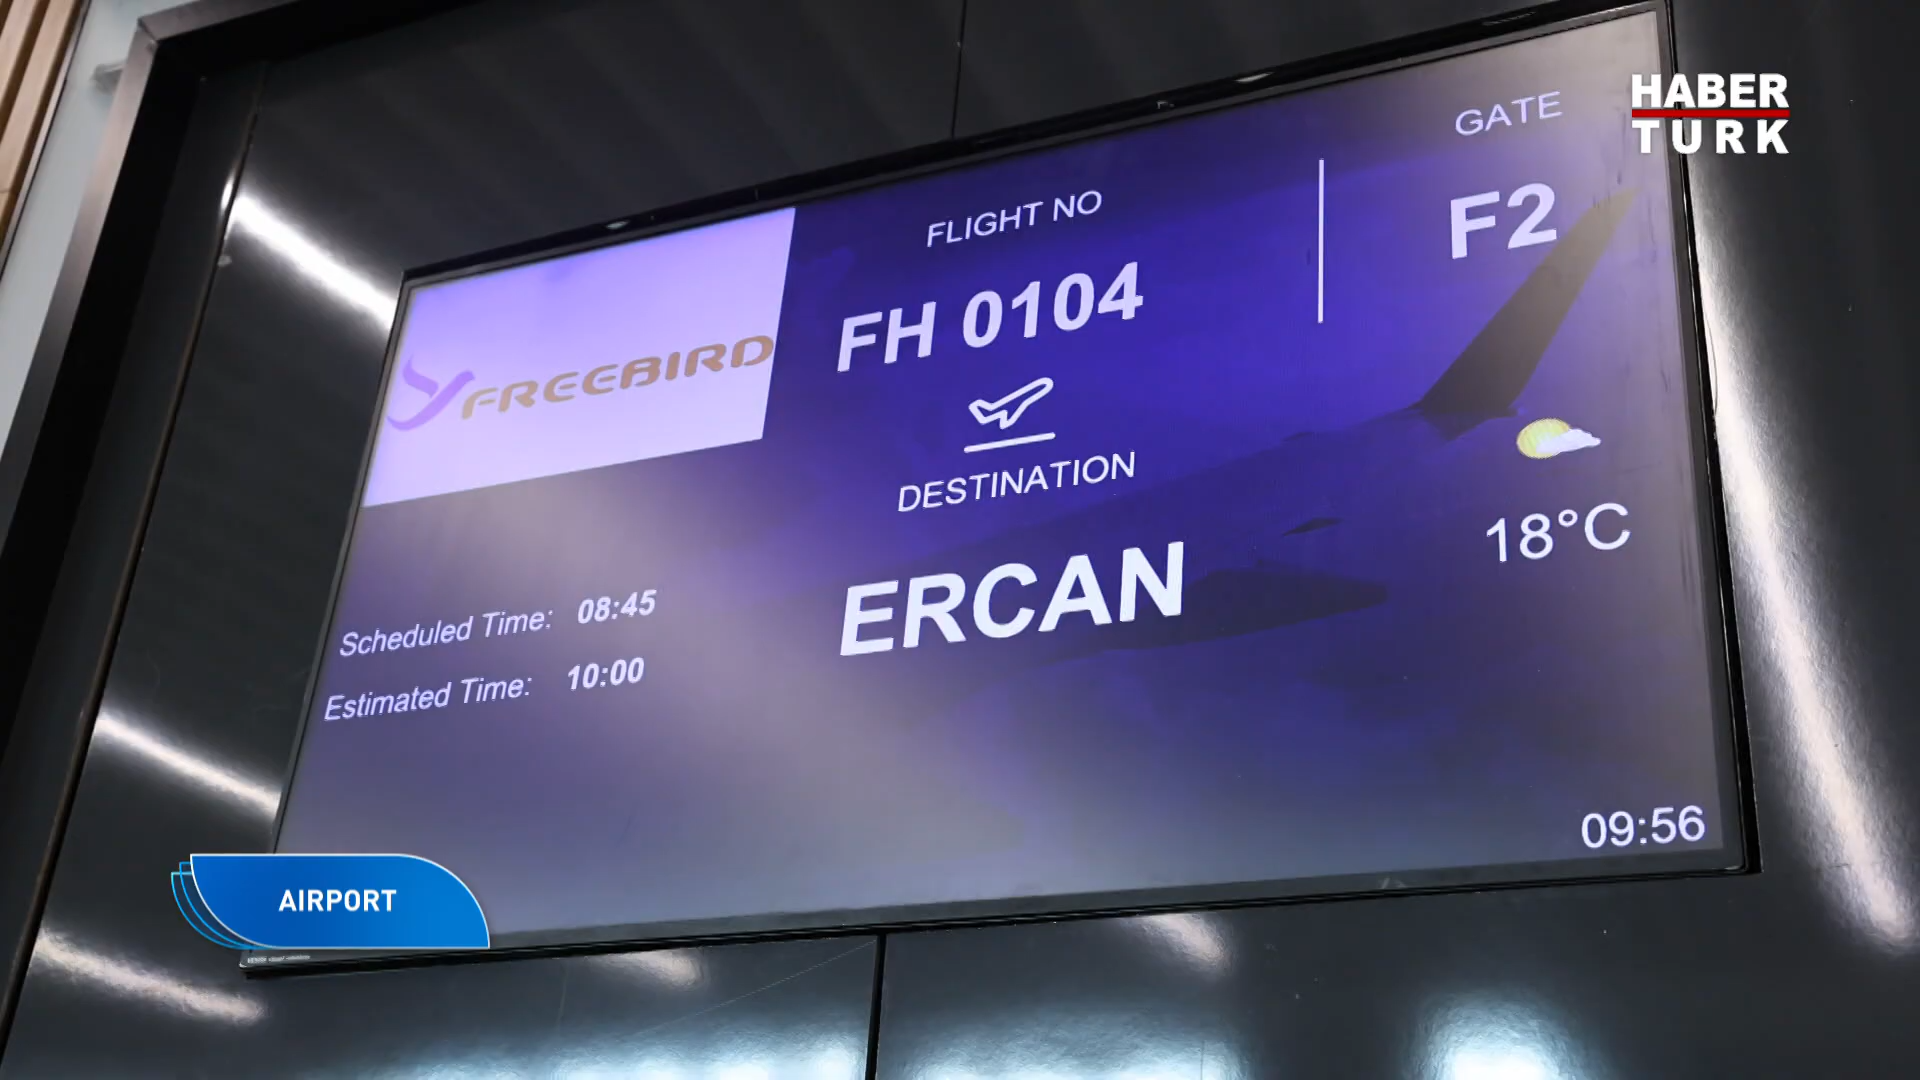 HABER
TURK
GATE
F2
FLIGHT NO
FH 0104
FREEBIRD
DESTINATION
ERCAN
18°C
Scheduled Time: 08:45
Estimated Time: 10:00
09:56
AIRPORT